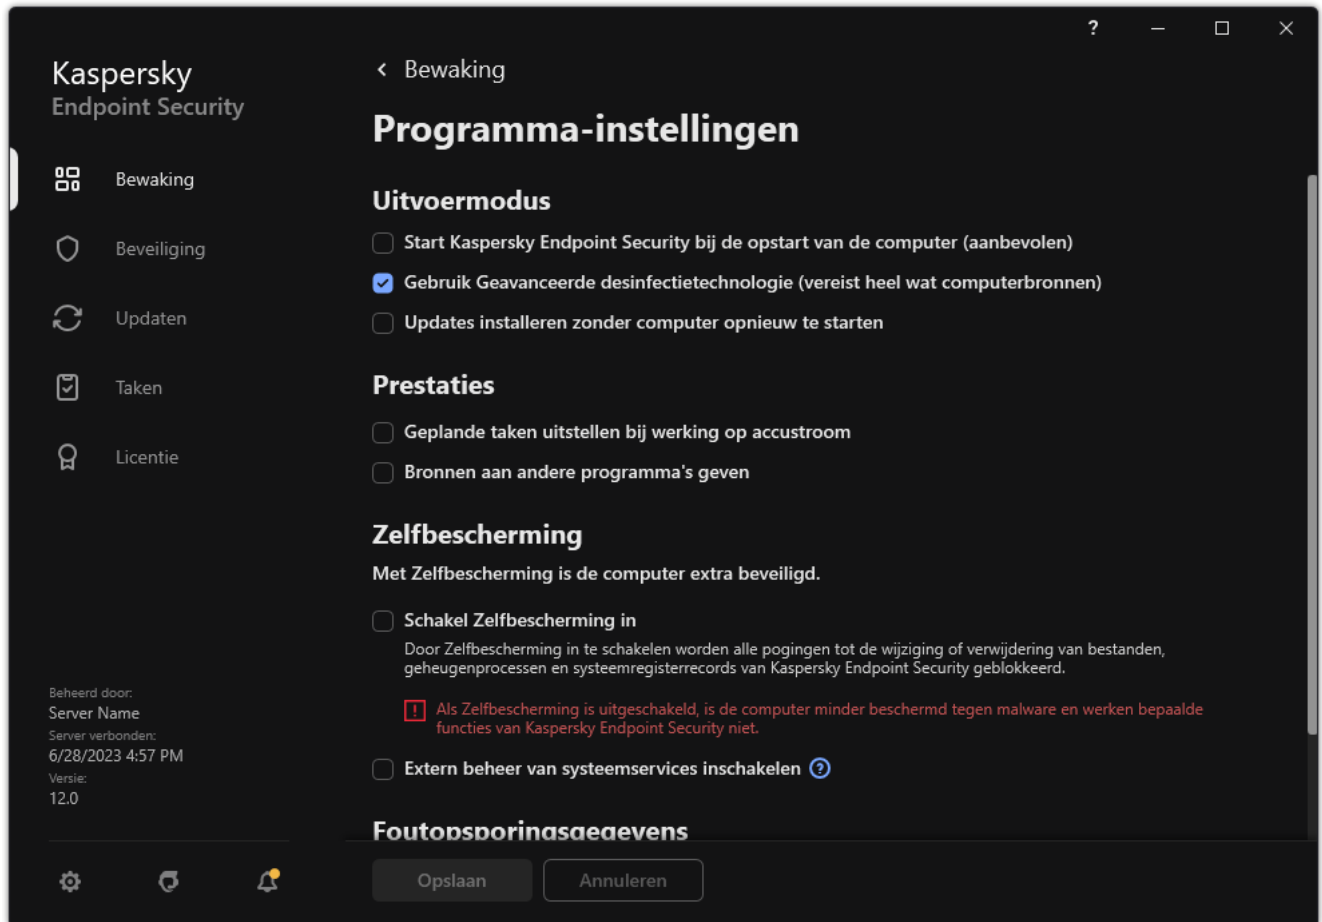 ?
Kaspersky
Endpoint Security
Bewaking
Beveiliging
Updaten
Taken
Licentie
Beheerd door:
Server Name
Server verbonden:
6/28/2023 4:57 PM
Versie:
12.0
Bewaking
Programma-instellingen
Uitvoermodus
Start Kaspersky Endpoint Security bij de opstart van de computer (aanbevolen)
Gebruik Geavanceerde desinfectietechnologie (vereist heel wat computerbronnen)
Updates installeren zonder computer opnieuw te starten
Prestaties
Geplande taken uitstellen bij werking op accustroom
Bronnen aan andere programma's geven
Zelfbescherming
Met Zelfbescherming is de computer extra beveiligd.
Schakel Zelfbescherming in
Door Zelfbescherming in te schakelen worden alle pogingen tot de wijziging of verwijdering van bestanden,
geheugenprocessen en systeemregisterrecords van Kaspersky Endpoint Security geblokkeerd.
Als Zelfbescherming is uitgeschakeld, is de computer minder beschermd tegen malware en werken bepaalde
functies van Kaspersky Endpoint Security niet.
Extern beheer van systeemservices inschakelen ?
Foutopsporingsgegevens
Opslaan
Annuleren